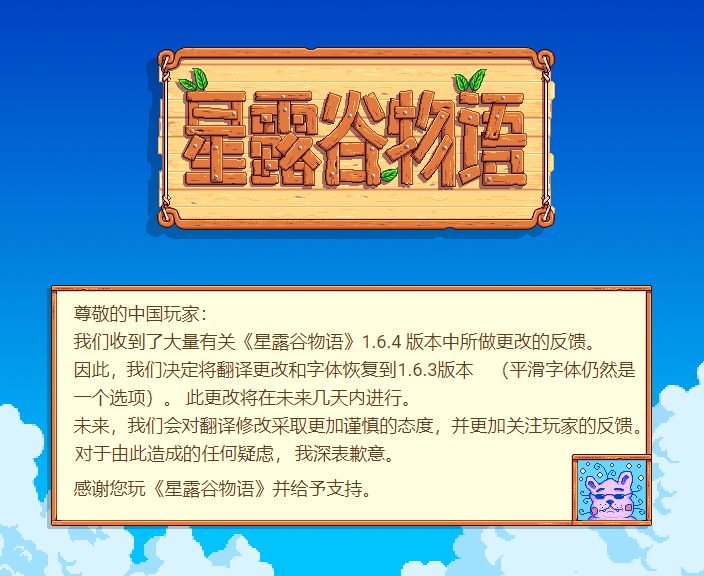 星露谷物语
尊敬的中国玩家：
我们收到了大量有关《星露谷物语》1.6.4 版本中所做更改的反馈。
因此，我们决定将翻译更改和字体恢复到1.6.3版本 （平滑字体仍然是
一个选项）。 此更改将在未来几天内进行。
未来，我们会对翻译修改采取更加谨慎的态度，并更加关注玩家的反馈。
对于由此造成的任何疑虑， 我深表歉意。
感谢您玩《星露谷物语》并给予支持。